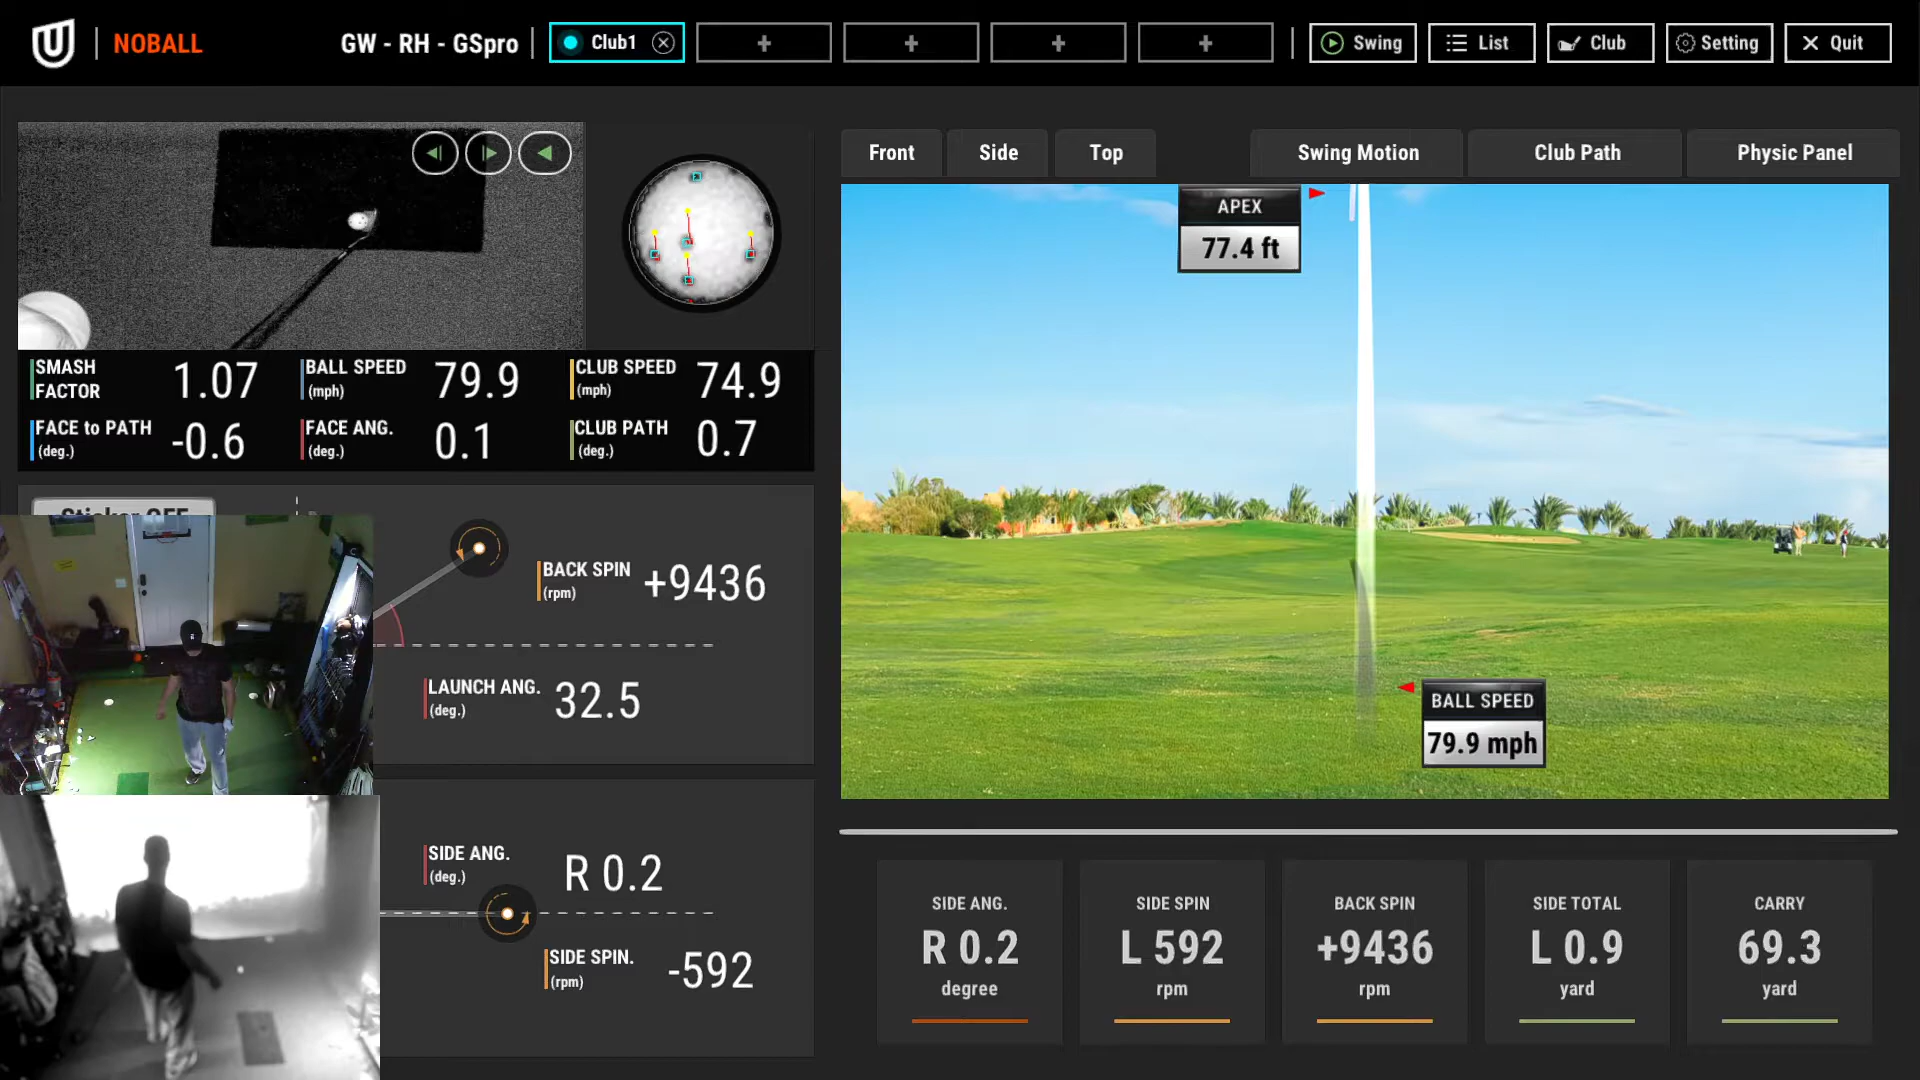 NOBALL
GW - RH - GSpro
Club1
Swing
List
Club
Setting
Quit
SMASH FACTOR 1.07
BALL SPEED (mph) 79.9
CLUB SPEED (mph) 74.9
FACE to PATH (deg.) -0.6
FACE ANG. (deg.) 0.1
CLUB PATH (deg.) 0.7
Sticker OFF
BACK SPIN (rpm) +9436
LAUNCH ANG. (deg.) 32.5
SIDE ANG. (deg.) R 0.2
SIDE SPIN. (rpm) -592
Front
Side
Top
Swing Motion
Club Path
Physic Panel
APEX
77.4 ft
BALL SPEED
79.9 mph
SIDE ANG.
R 0.2
degree
SIDE SPIN
L 592
rpm
BACK SPIN
+9436
rpm
SIDE TOTAL
L 0.9
yard
CARRY
69.3
yard